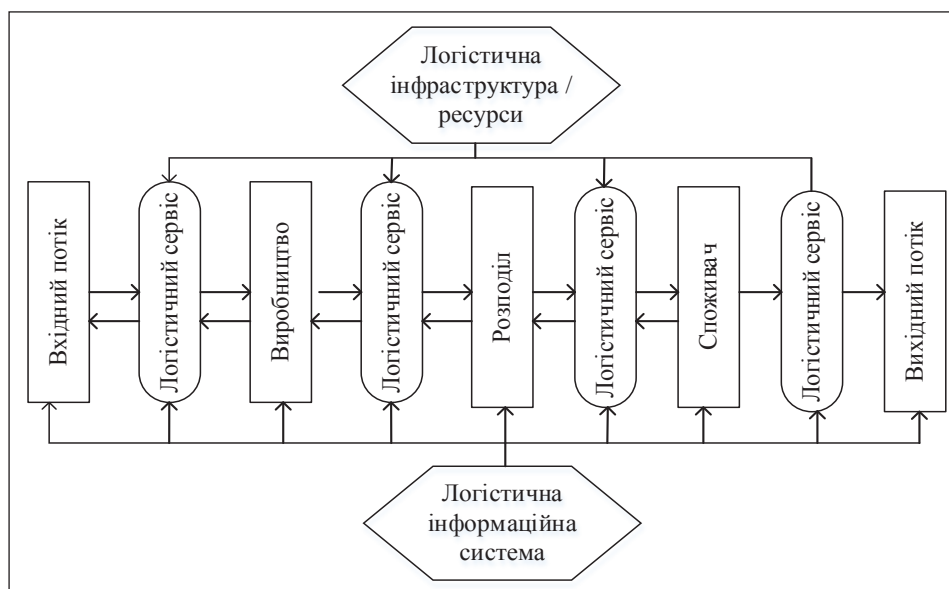 Логістична
інфраструктура /
ресурси
Вхідний потік
Логістичний сервіс
Виробництво
Логістичний сервіс
Розподіл
Логістичний сервіс
Споживач
Логістичний сервіс
Вихідний потік
Логістична
інформаційна
система